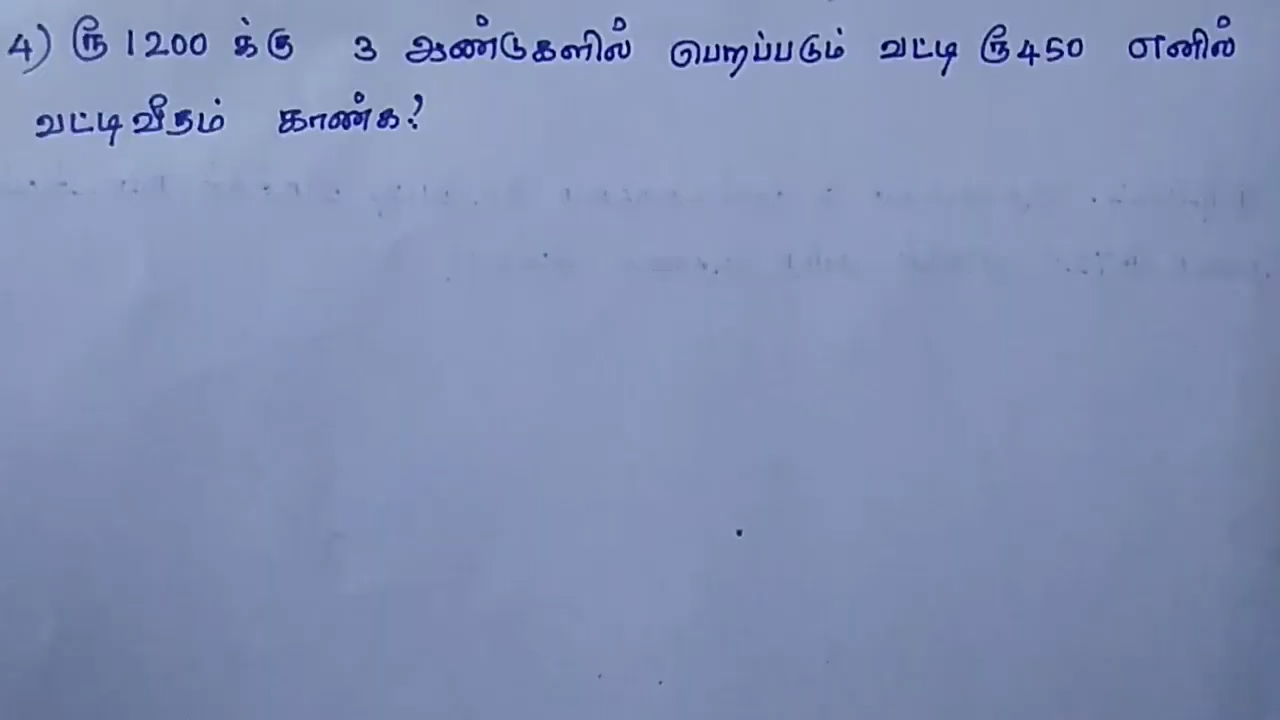 4) ரூ 1200 க்கு 3 ஆண்டுகளில் பெறப்படும் வட்டி ரூ450 எனில்
வட்டிவீதம் காண்க?